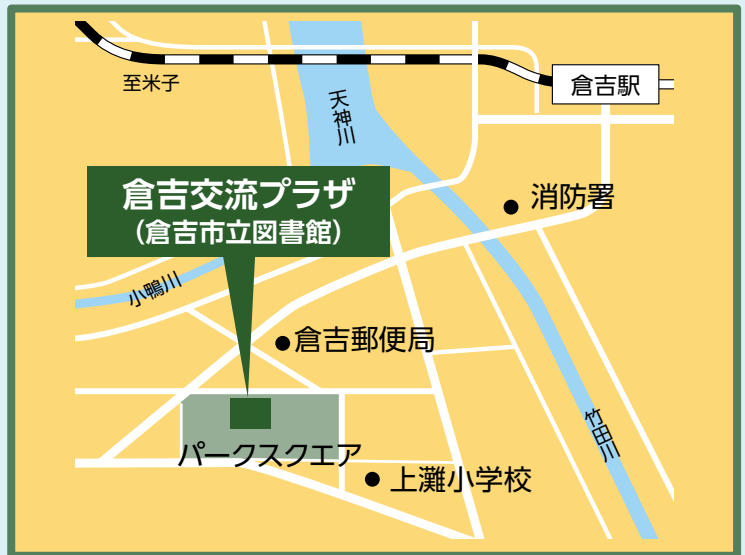 至米子
倉吉駅
天神川
倉吉交流プラザ
（倉吉市立図書館）
消防署
小鴨川
倉吉郵便局
竹田川
パークスクエア
上灘小学校